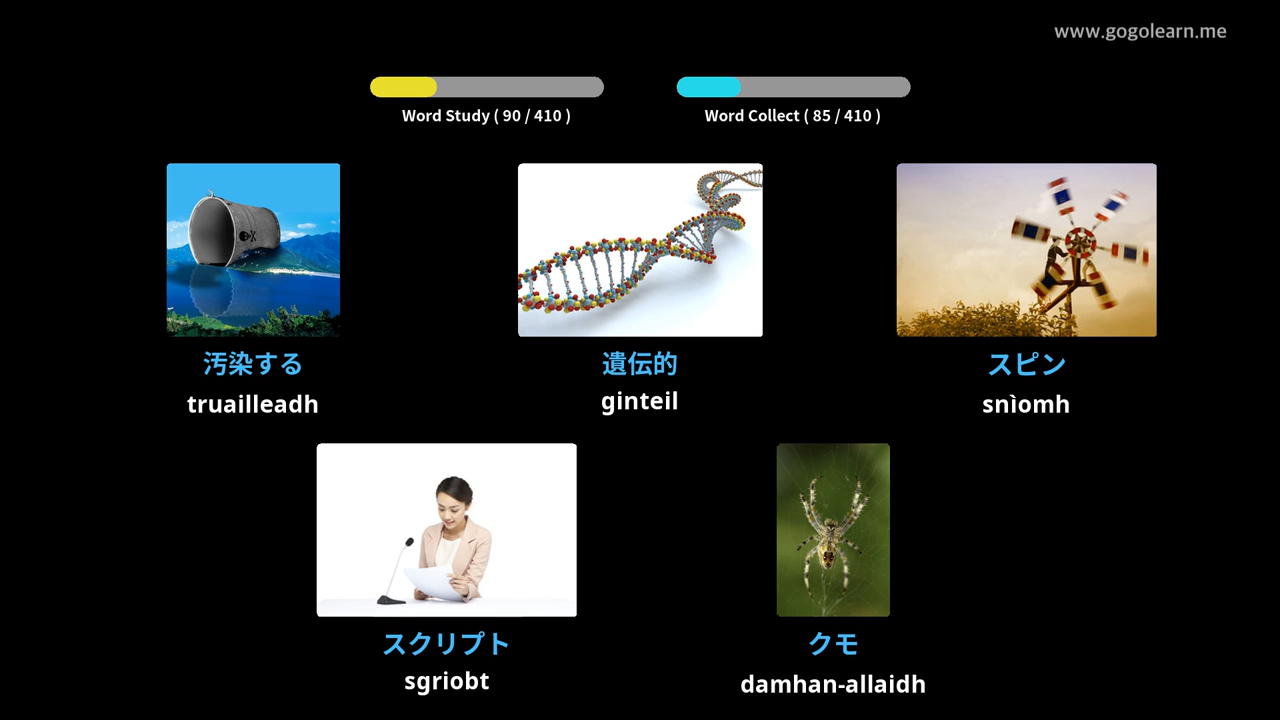 www.gogolearn.me
Word Study ( 90 / 410 )
Word Collect ( 85 / 410 )
汚染する
truailleadh
遺伝的
ginteil
スピン
snìomh
スクリプト
sgriobt
クモ
damhan-allaidh